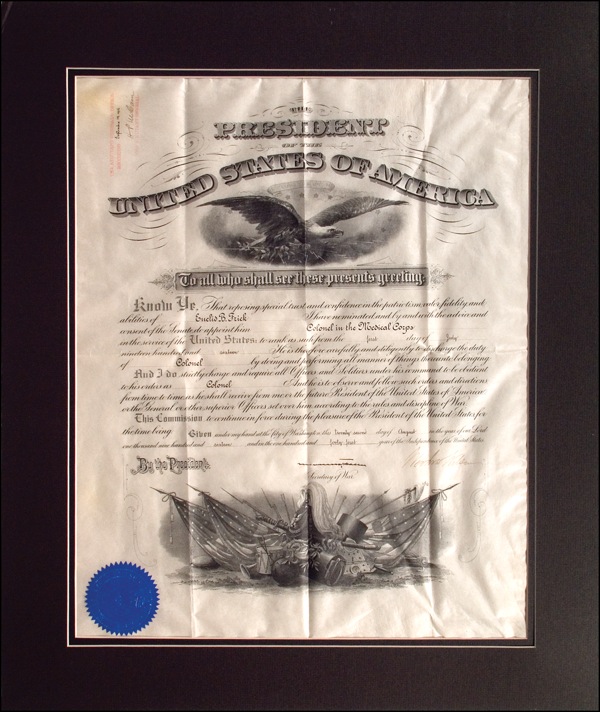 THE
PRESIDENT
OF THE
UNITED STATES OF AMERICA
To all who shall see these presents greeting:
Know Ye, That reposing special trust and confidence in the patriotism valor fidelity and
abilities of Euclid B. Frick I have nominated and by and with the advice and
consent of the Senate do appoint him Colonel in the Medical Corps
in the service of the United States: to rank as such from the first day of July
nineteen hundred and sixteen. He is therefore carefully and diligently to discharge the duty
of Colonel by doing and performing all manner of things thereunto belonging
And I do strictly charge and require all Officers and Soldiers under his command to be obedient
to his orders as Colonel. And he is to observe and follow such orders and directions
from time to time as he shall receive from me or the future President of the United States of America
or the General or other superior Officers set over him according to the rules and discipline of War
This Commission to continue in force during the pleasure of the President of the United States for
the time being
Given under my hand at the City of Washington this twenty second day of August in the year of our Lord
one thousand nine hundred and sixteen and in the one hundred and forty first year of the Independence of the United States
By the President:
Secretary of War